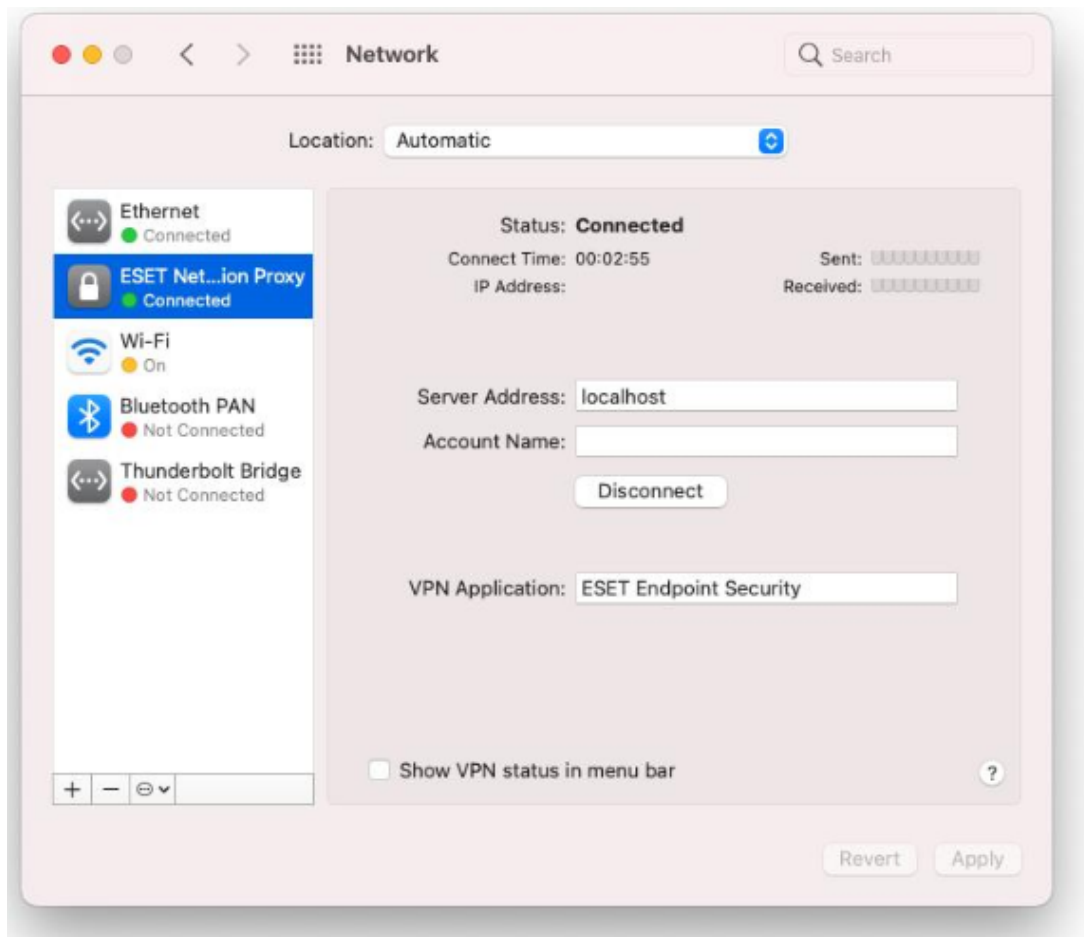 Network
Search
Location: Automatic
Ethernet
Connected
ESET Net...ion Proxy
Connected
Wi-Fi
On
Bluetooth PAN
Not Connected
Thunderbolt Bridge
Not Connected
Status: Connected
Connect Time: 00:02:55 Sent:
IP Address: Received:
Server Address: localhost
Account Name:
Disconnect
VPN Application: ESET Endpoint Security
Show VPN status in menu bar ?
Revert Apply